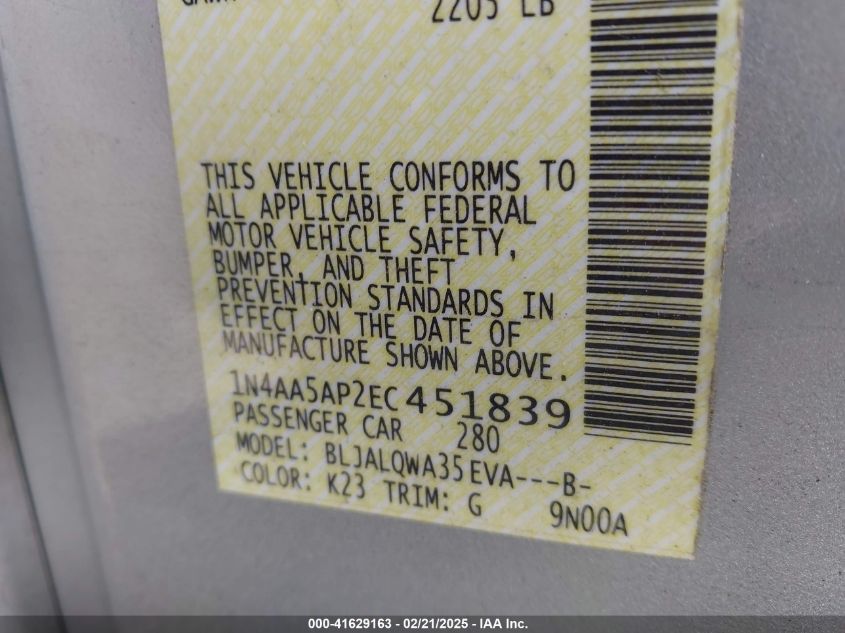 2205 LB
THIS VEHICLE CONFORMS TO
ALL APPLICABLE FEDERAL
MOTOR VEHICLE SAFETY,
BUMPER, AND THEFT
PREVENTION STANDARDS IN
EFFECT ON THE DATE OF
MANUFACTURE SHOWN ABOVE.
1N4AA5AP2EC451839
PASSENGER CAR 280
MODEL: BLJALQWA35EVA---B-
COLOR: K23 TRIM: G 9N00A
000-41629163 - 02/21/2025 - IAA Inc.